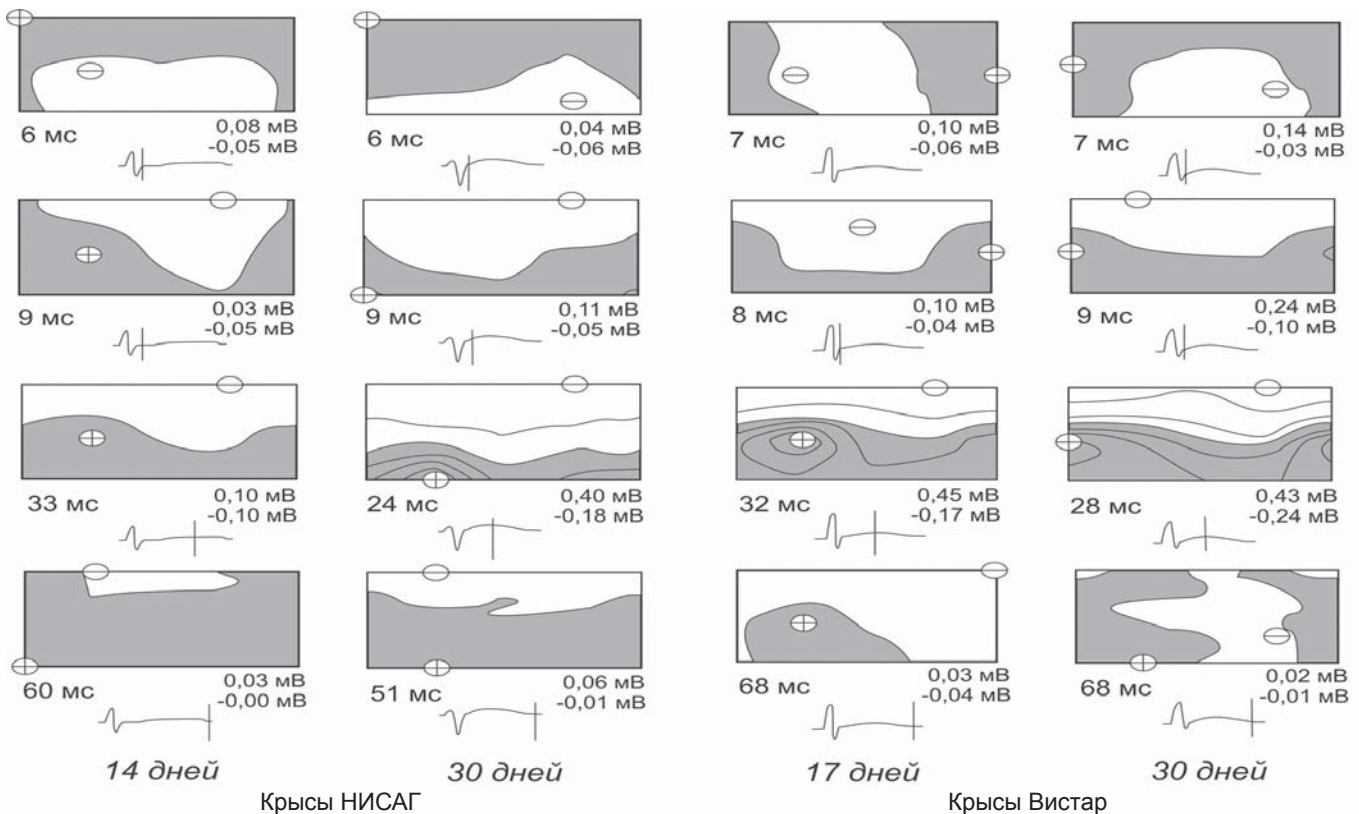 6 мс
0,08 мВ
-0,05 мВ
6 мс
0,04 мВ
-0,06 мВ
7 мс
0,10 мВ
-0,06 мВ
7 мс
0,14 мВ
-0,03 мВ
9 мс
0,03 мВ
-0,05 мВ
9 мс
0,11 мВ
-0,05 мВ
8 мс
0,10 мВ
-0,04 мВ
9 мс
0,24 мВ
-0,10 мВ
33 мс
0,10 мВ
-0,10 мВ
24 мс
0,40 мВ
-0,18 мВ
32 мс
0,45 мВ
-0,17 мВ
28 мс
0,43 мВ
-0,24 мВ
60 мс
0,03 мВ
-0,00 мВ
51 мс
0,06 мВ
-0,01 мВ
68 мс
0,03 мВ
-0,04 мВ
68 мс
0,02 мВ
-0,01 мВ
14 дней
30 дней
17 дней
30 дней
Крысы НИСАГ
Крысы Вистар